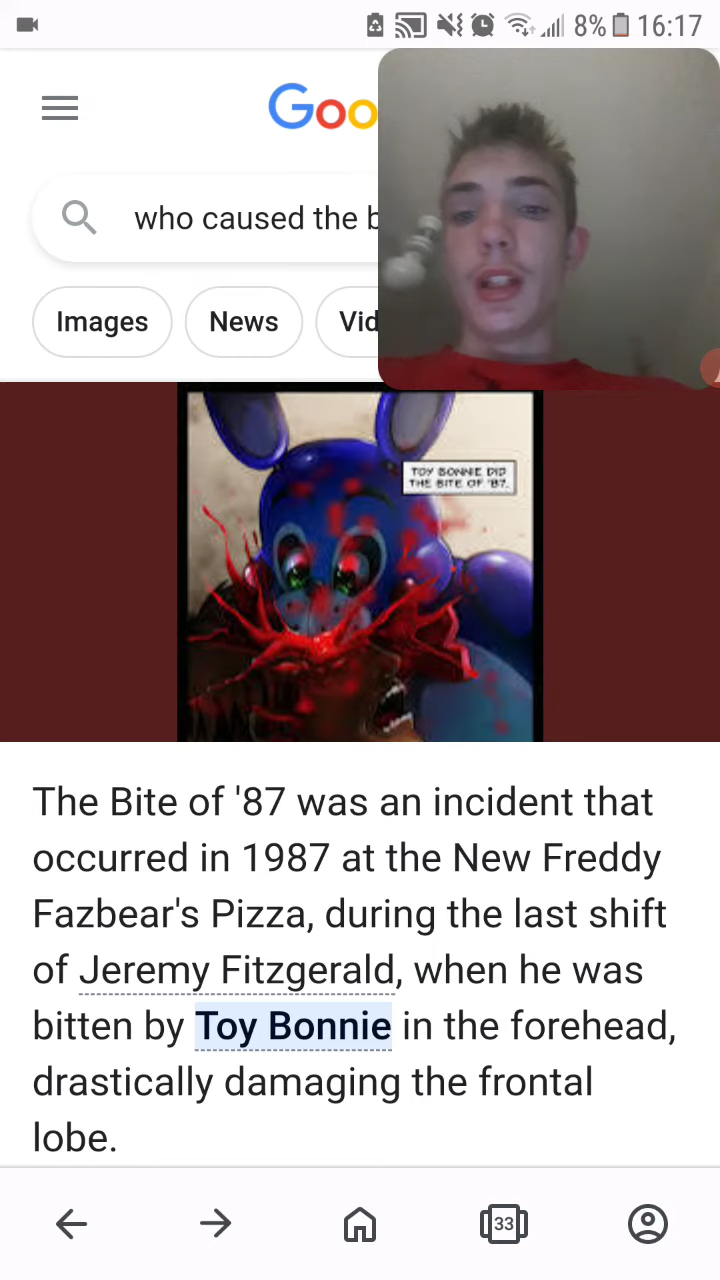 8% 16:17
Goo
who caused the b
Images News Vid
TOY BONNIE DID
THE BITE OF '87.
The Bite of '87 was an incident that
occurred in 1987 at the New Freddy
Fazbear's Pizza, during the last shift
of Jeremy Fitzgerald, when he was
bitten by Toy Bonnie in the forehead,
drastically damaging the frontal
lobe.
33